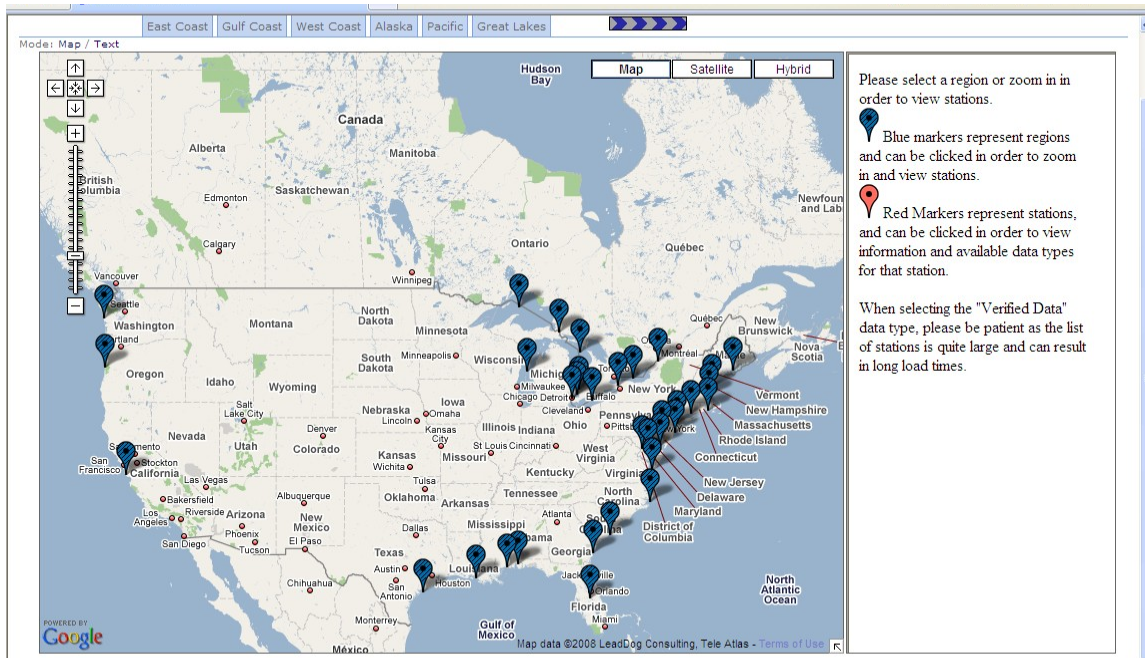 East Coast Gulf Coast West Coast Alaska Pacific Great Lakes
Mode: Map / Text
Map Satellite Hybrid
Hudson
Bay
Canada
Alberta
Manitoba
British
Columbia
Saskatchewan
Edmonton
Newfoun
and Lab
Calgary
Ontario
Québec
Vancouver
Winnipeg
Seattle
Washington
rtland
Montana
North
Dakota
Minnesota
Québec
New
Brunswick
Nova
Scotia
Montréal
Oregon
Idaho
Wyoming
South
Dakota
Minneapolis
Wisconsin
Michig
Milwaukee
Chicago
Detroit
Buffalo
New York
Vermont
New Hampshire
Massachusetts
Rhode Island
Connecticut
New Jersey
Delaware
Maryland
District of
Columbia
Salt
Lake City
Nebraska
Iowa
Omaha
Lincoln
Cleveland
Pennsylva
Pittsb
Nevada
Utah
Denver
Colorado
Kansas
City
Illinois
Indiana
Ohio
San
Francisco
Stockton
California
Kansas
Wichita
Missouri
St Louis
Cincinnati
West
Virginia
Virginia
Kentucky
Las Vegas
Bakersfield
Los
Angeles
Riverside
San Diego
Arizona
Phoenix
Tucson
Albuquerque
New
Mexico
El Paso
Tulsa
Oklahoma
Arkansas
Tennessee
North
Carolina
Atlanta
Mississippi
bama
Georgia
Dallas
Texas
Austin
San
Antonio
Houston
Louisiana
Orlando
Florida
Miami
Chihuahua
Monterrey
México
Gulf of
Mexico
North
Atlantic
Ocean
POWERED BY
Google
Map data ©2008 LeadDog Consulting, Tele Atlas - Terms of Use
Please select a region or zoom in in
order to view stations.
Blue markers represent regions
and can be clicked in order to zoom
in and view stations.
Red Markers represent stations,
and can be clicked in order to view
information and available data types
for that station.
When selecting the "Verified Data"
data type, please be patient as the list
of stations is quite large and can result
in long load times.